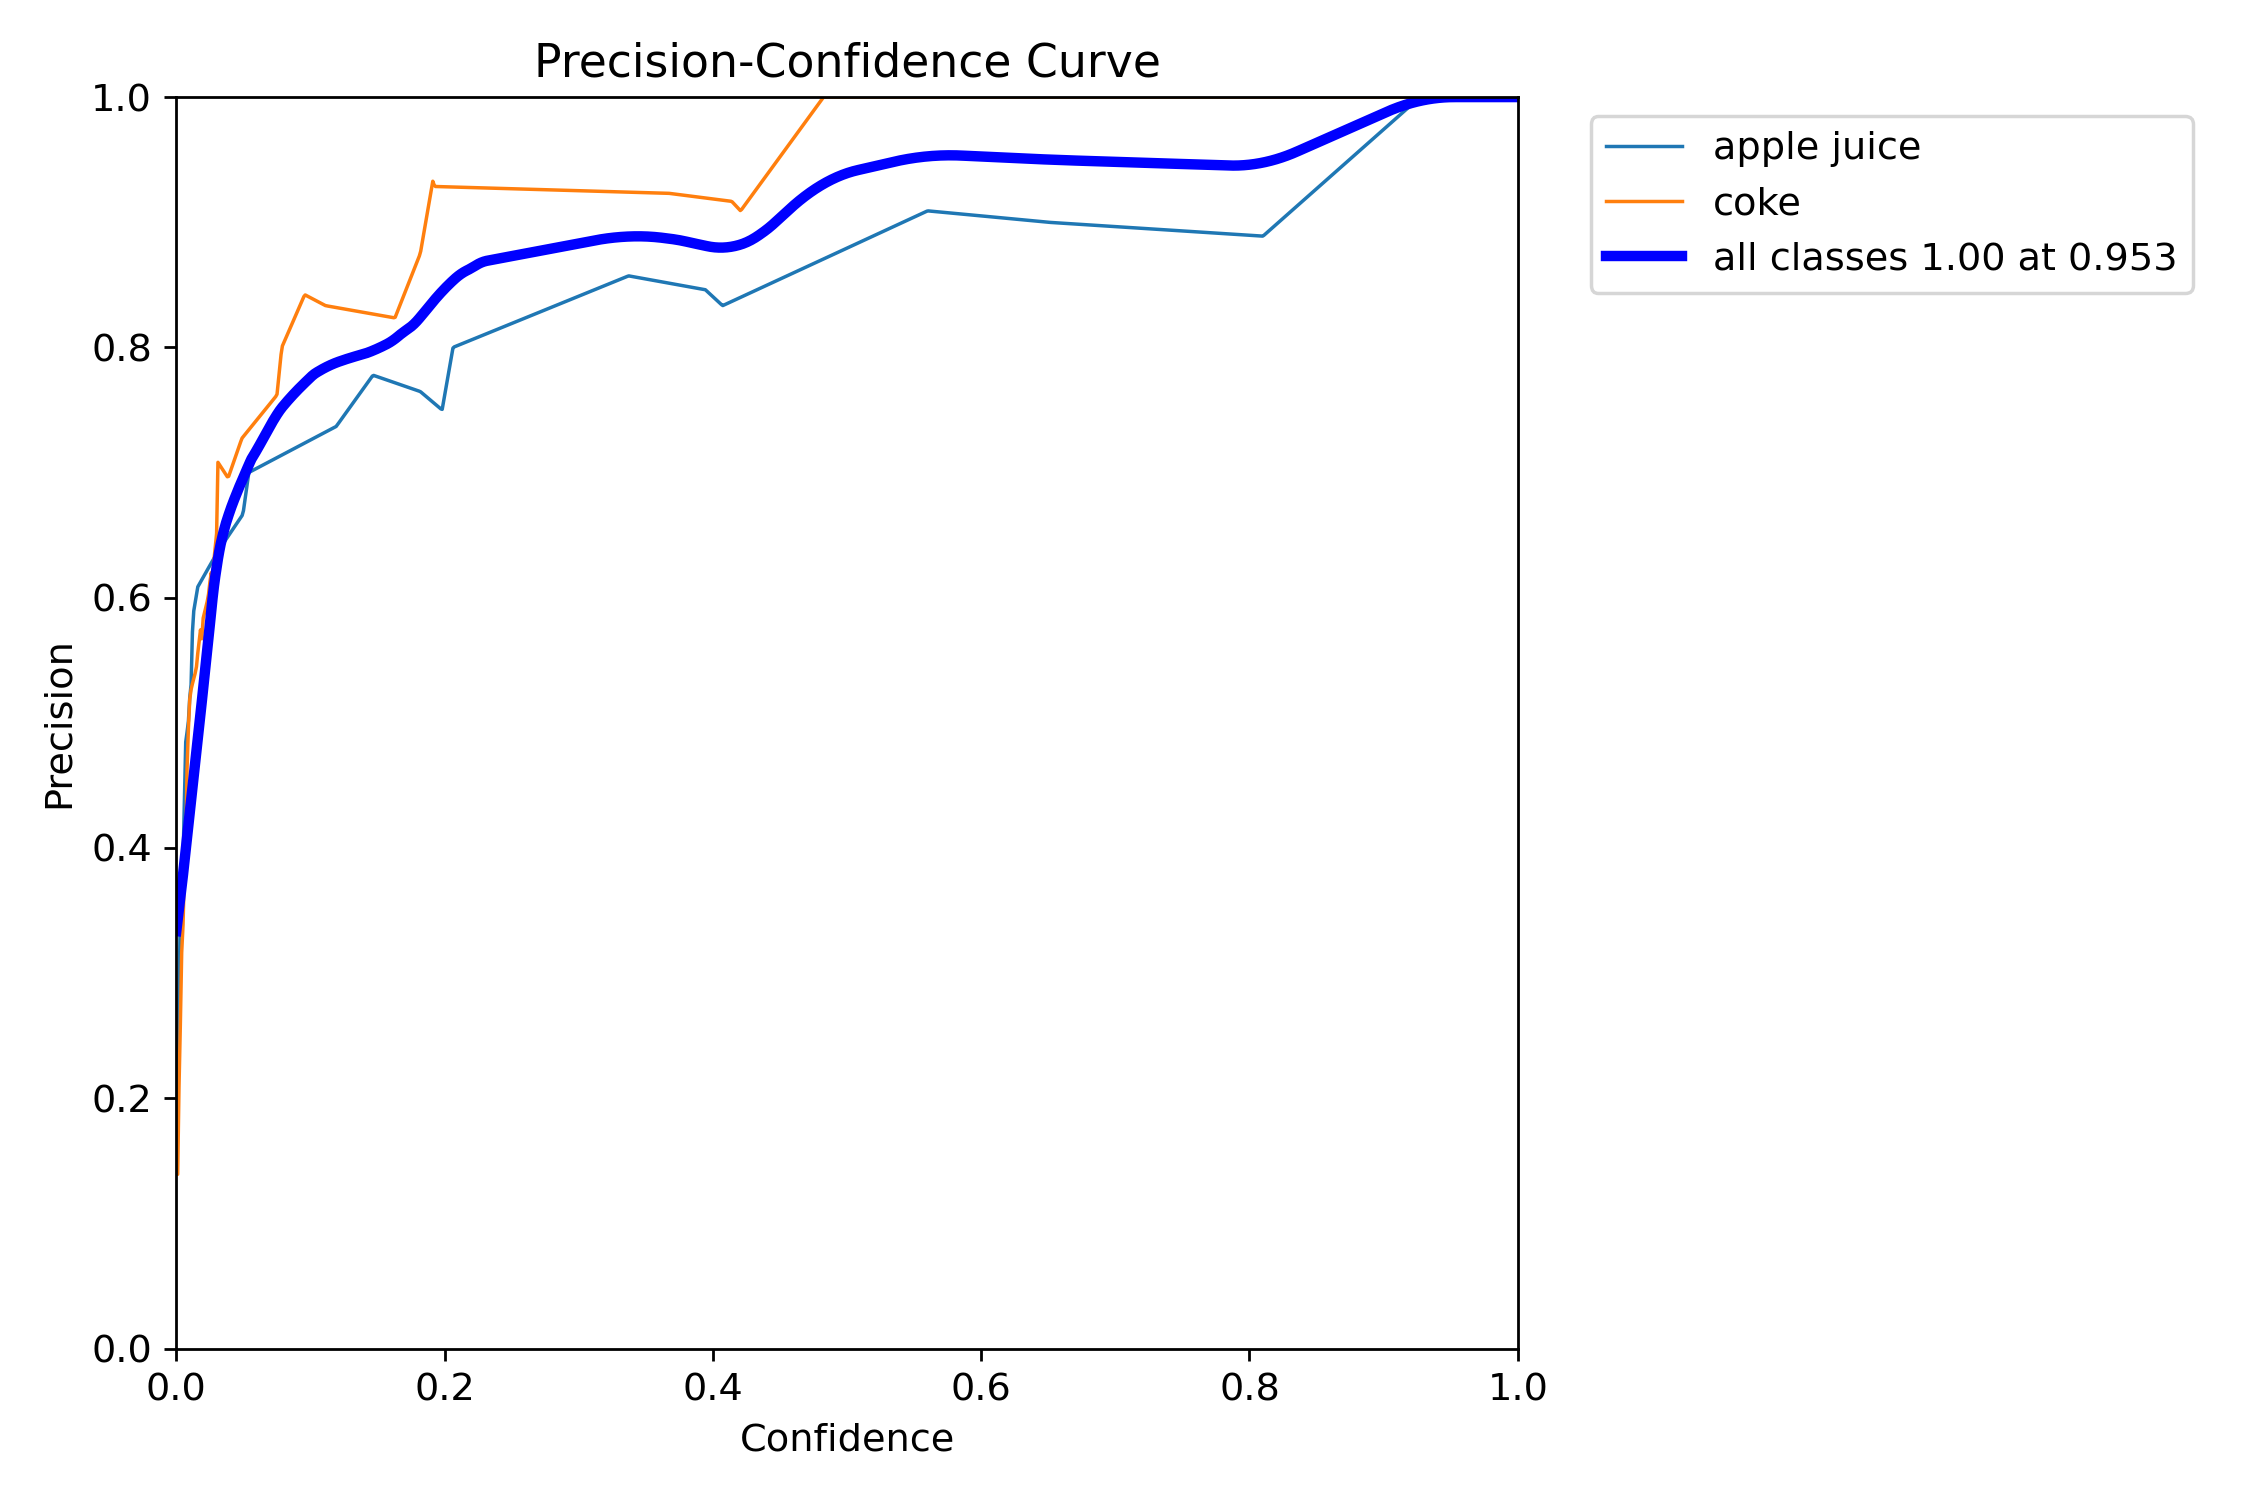 Precision-Confidence Curve
1.0
0.8
0.6
0.4
0.2
0.0
Precision
0.0 0.2 0.4 0.6 0.8 1.0
Confidence
apple juice
coke
all classes 1.00 at 0.953